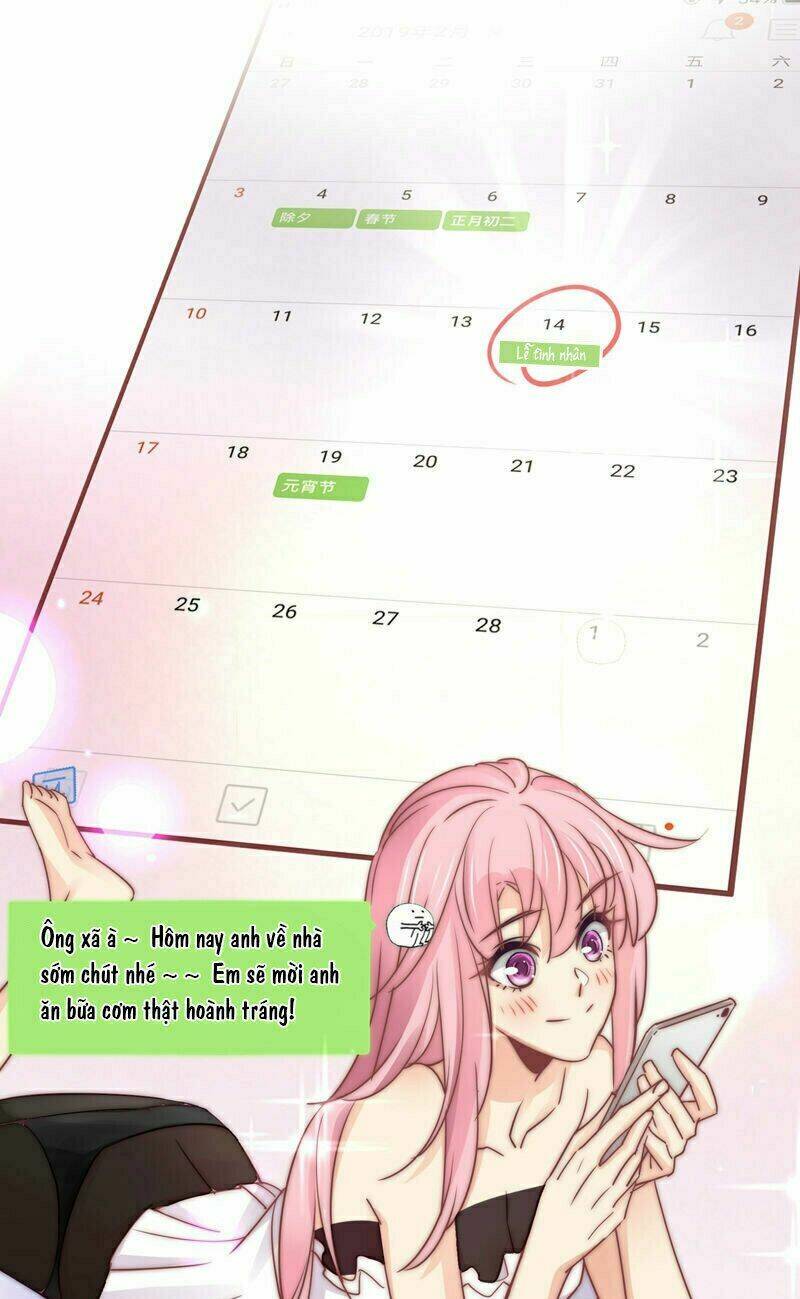 54%
2
2019年2月
日 一 二 三 四 五 六
27 28 29 30 31 1 2
3 4 5 6 7 8 9
除夕 春节 正月初二
10 11 12 13 14 15 16
Lễ tình nhân
17 18 19 20 21 22 23
元宵节
24 25 26 27 28 1 2
Ông xã à ~ Hôm nay anh về nhà
sớm chút nhé ~ ~ Em sẽ mời anh
ăn bữa cơm thật hoành tráng!